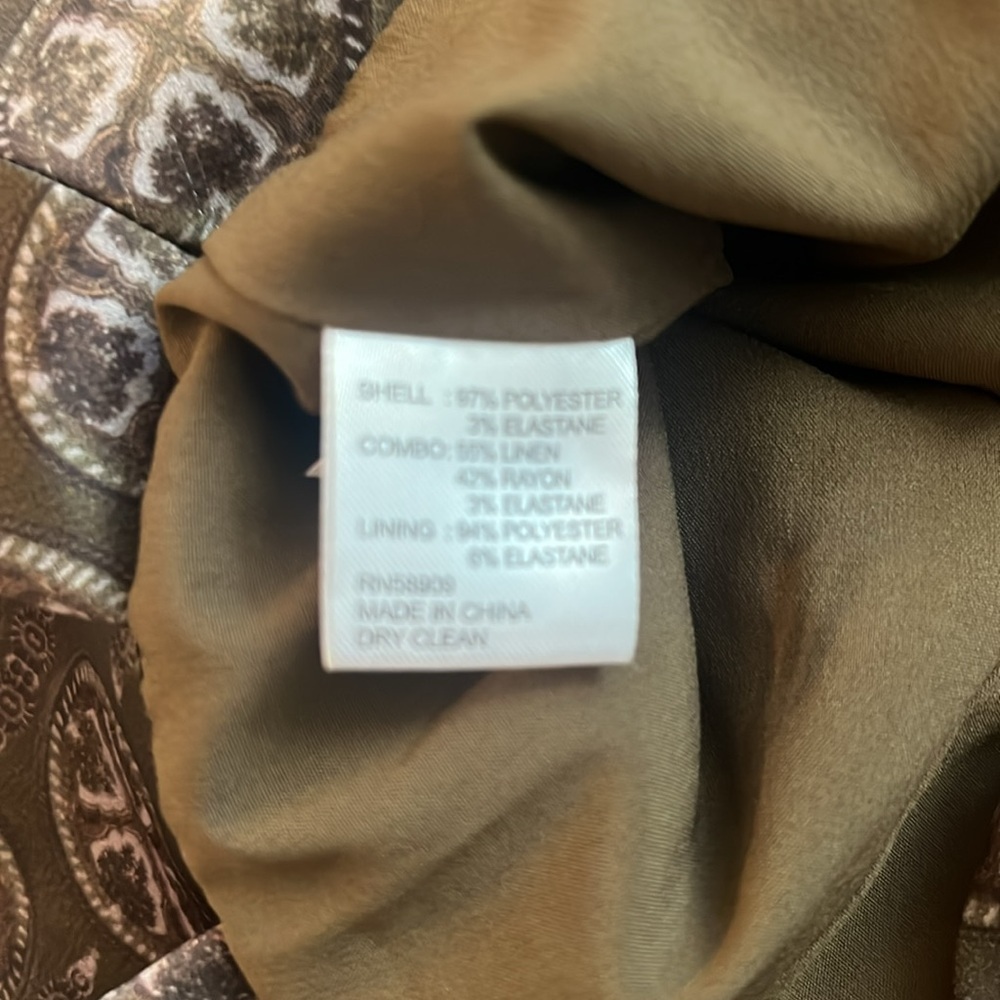 SHELL : 97% POLYESTER
3% ELASTANE
COMBO: 55% LINEN
42% RAYON
3% ELASTANE
LINING : 94% POLYESTER
6% ELASTANE
RN58909
MADE IN CHINA
DRY CLEAN